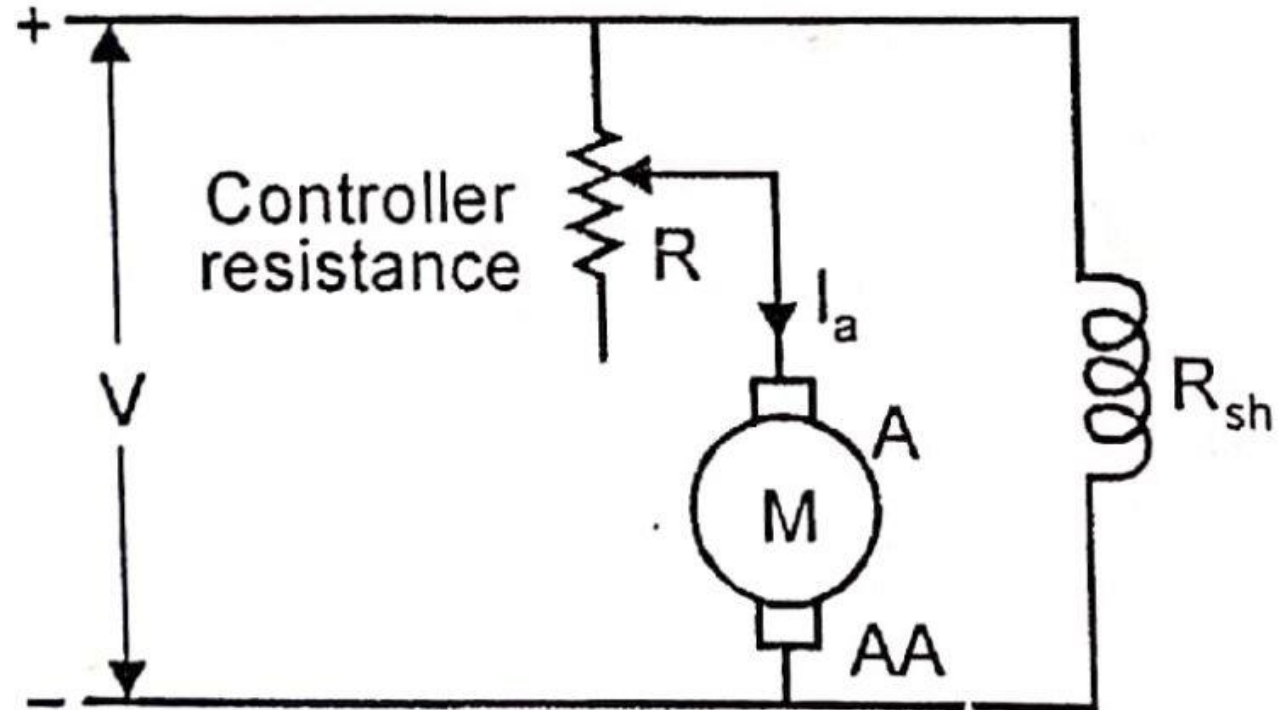 +
Controller
resistance
R
I_a
V
R_sh
A
M
AA
−